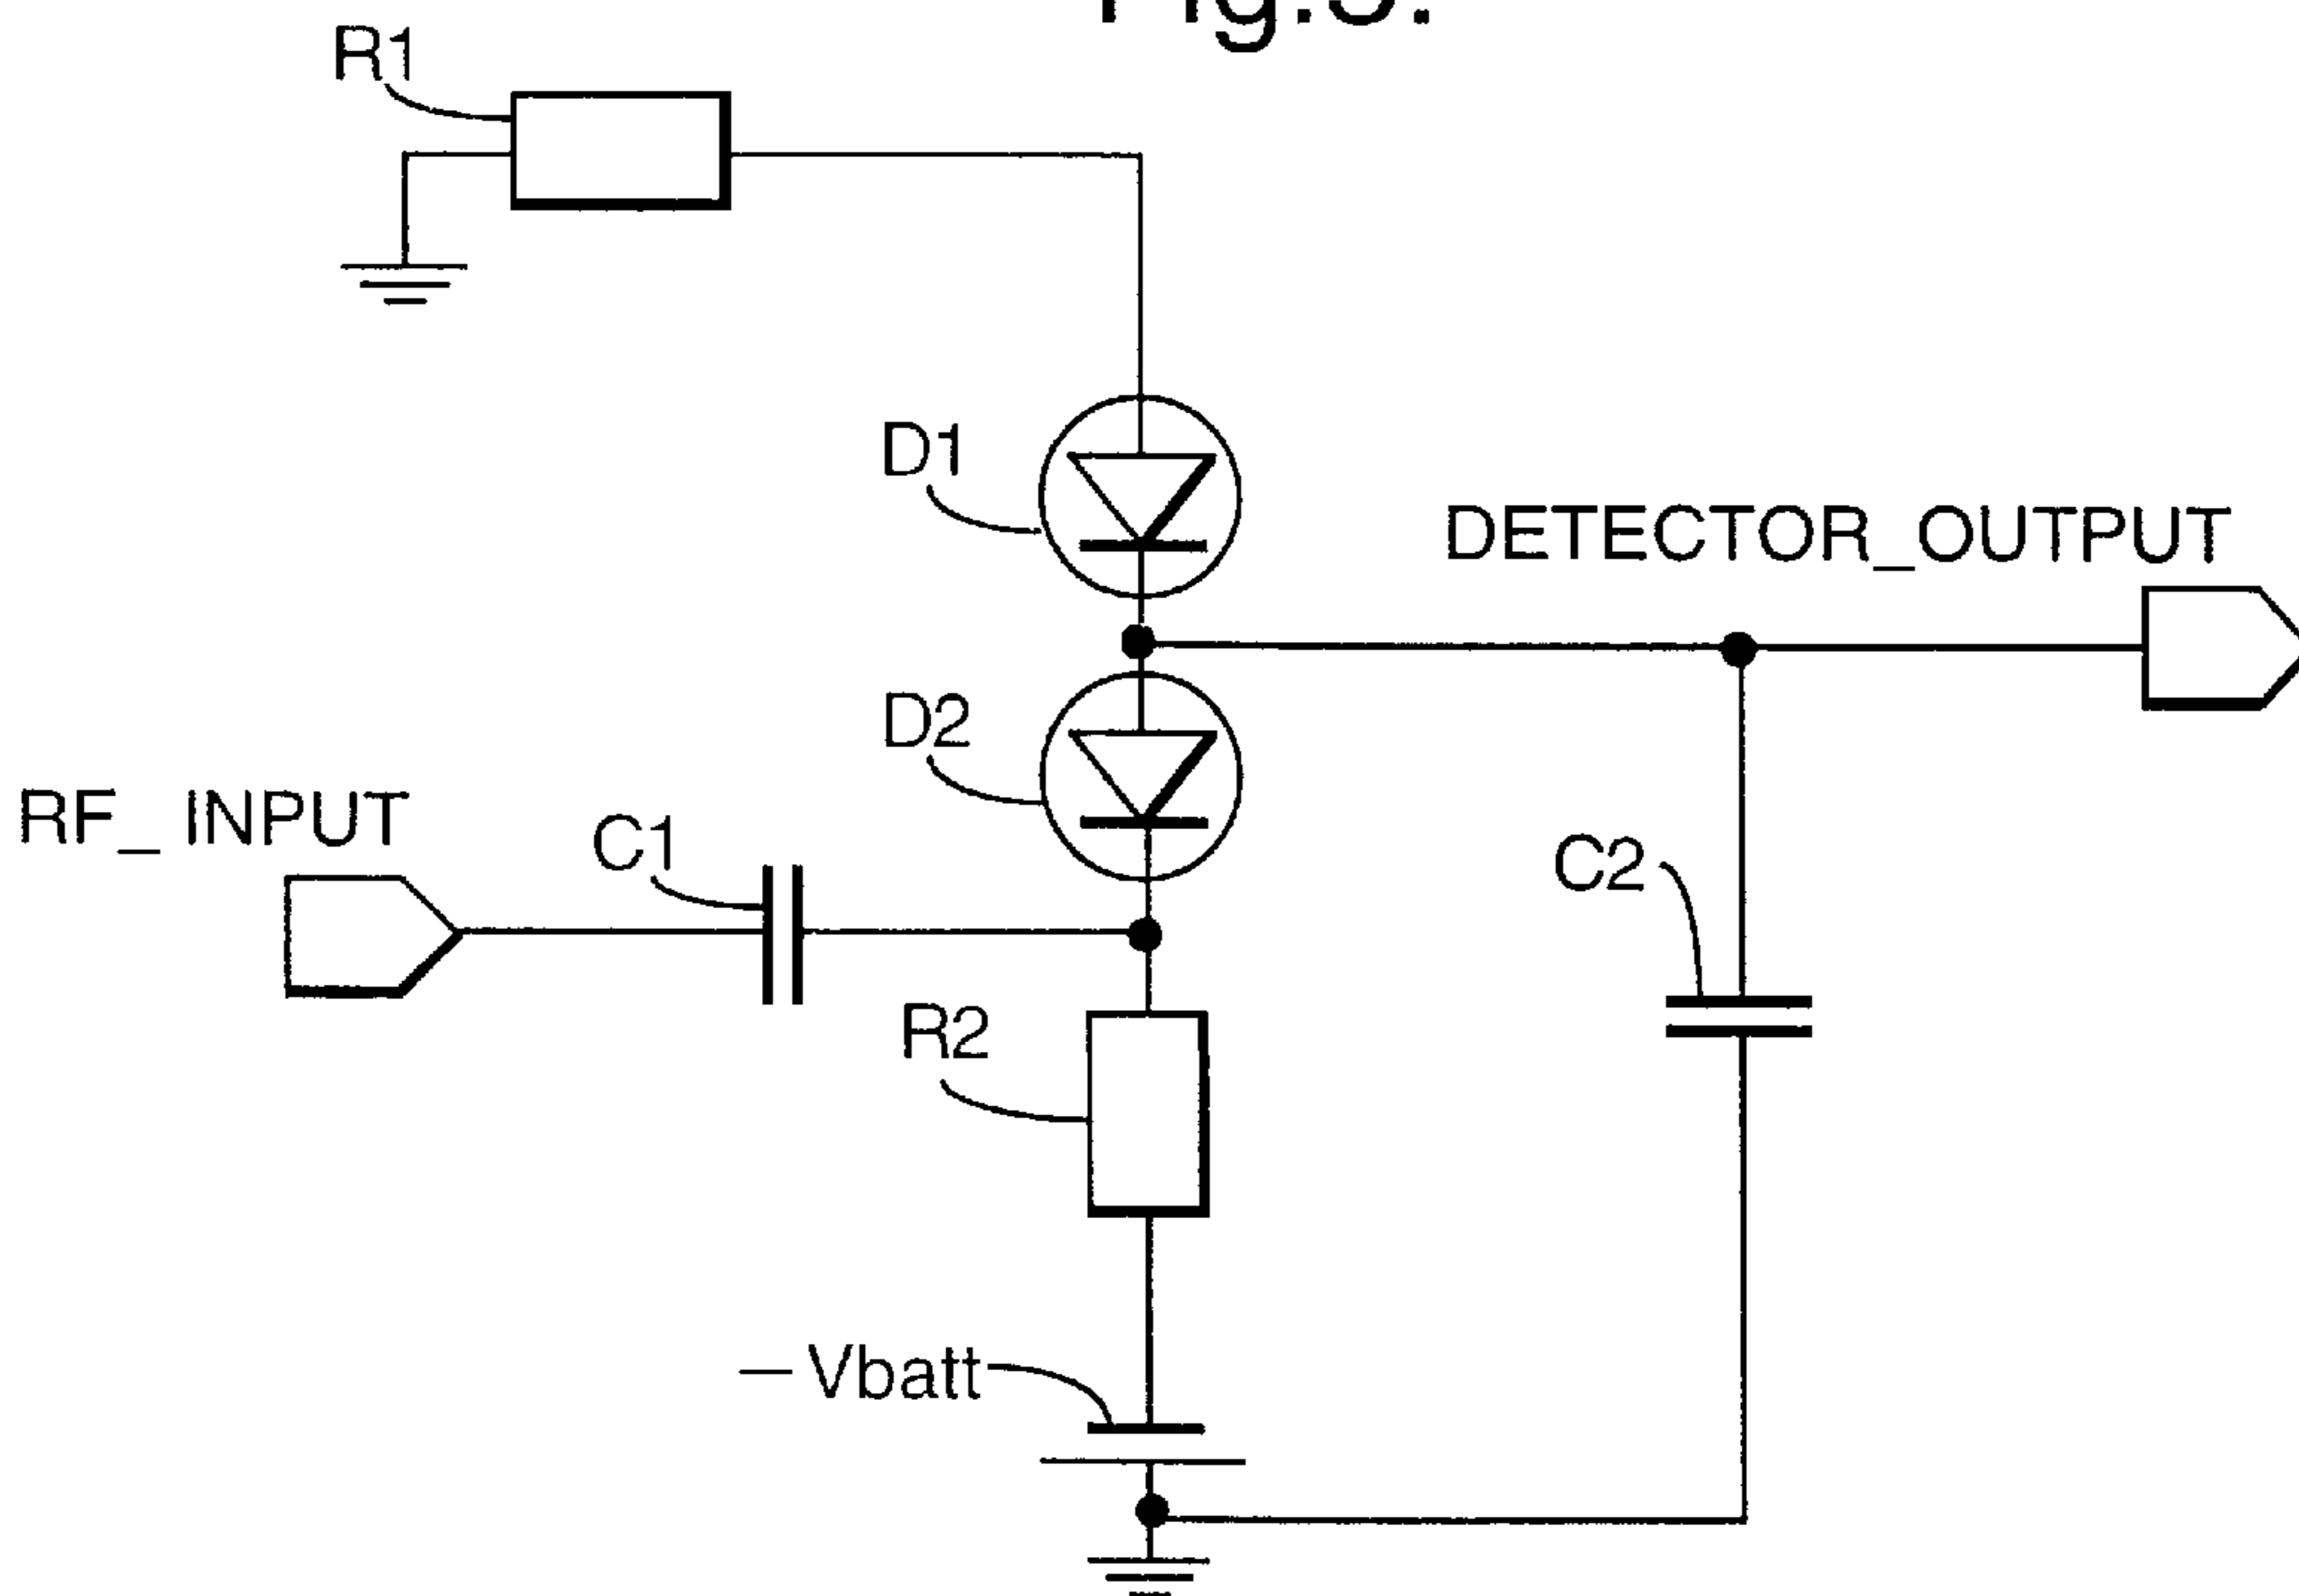 R1
D1
DETECTOR_OUTPUT
D2
RF_ INPUT
C1
C2
R2
–Vbatt